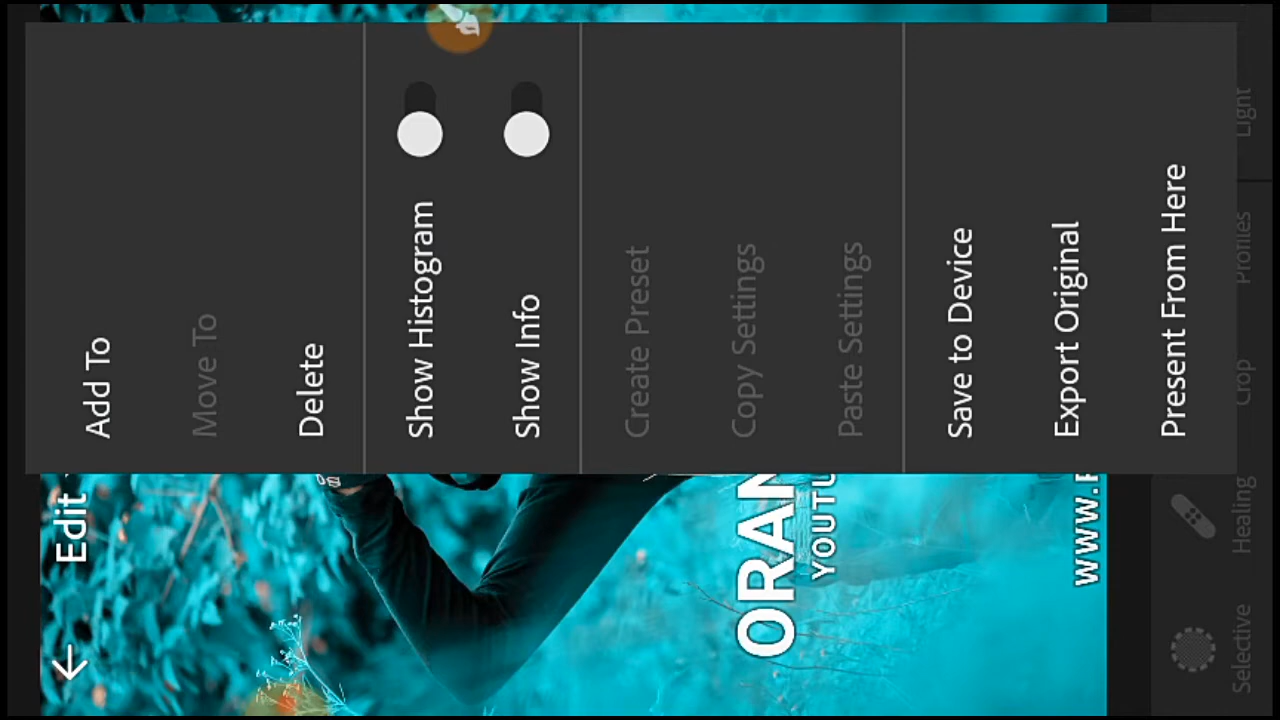 Edit
Add To
Move To
Delete
Show Histogram
Show Info
Create Preset
Copy Settings
Paste Settings
Save to Device
Export Original
Present From Here
ORAN
YOUTU
WWW.
Selective
Healing
Crop
Profiles
Light